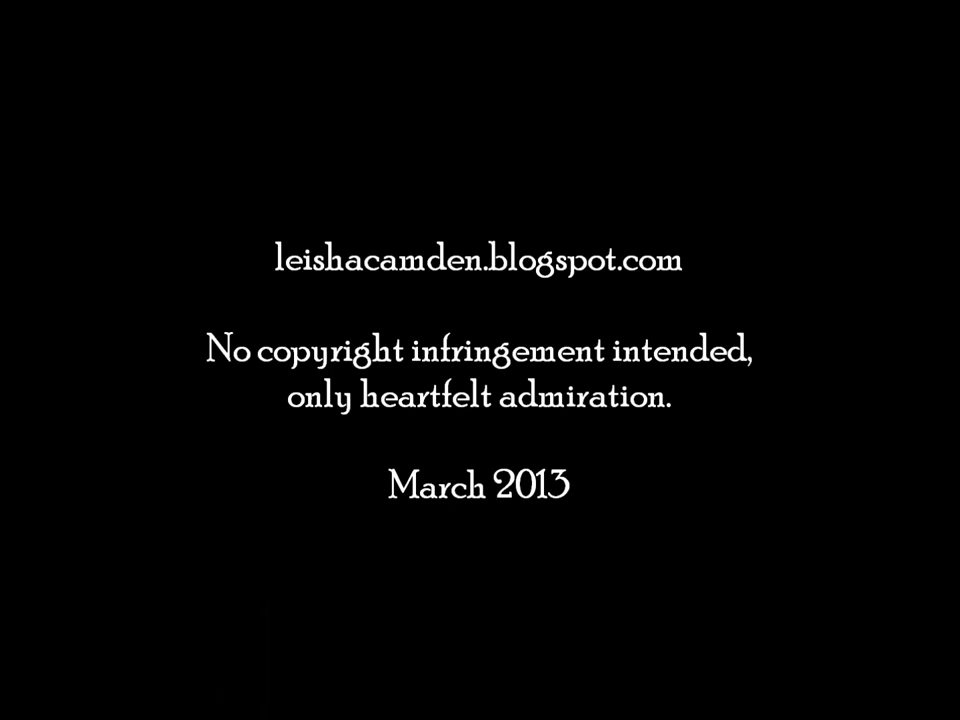 leishacamden.blogspot.com
No copyright infringement intended,
only heartfelt admiration.
March 2013